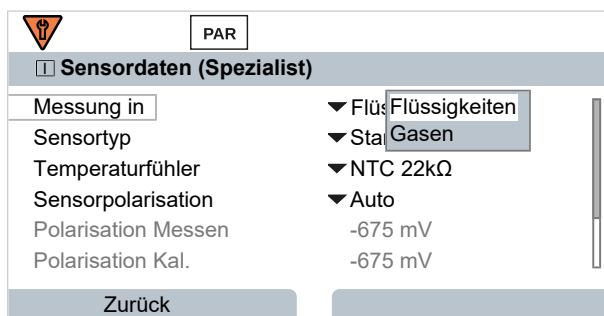 PAR
Sensordaten (Spezialist)
Messung in Flüs Flüssigkeiten
Sensortyp Sta Gasen
Temperaturfühler NTC 22kΩ
Sensorpolarisation Auto
Polarisation Messen -675 mV
Polarisation Kal. -675 mV
Zurück